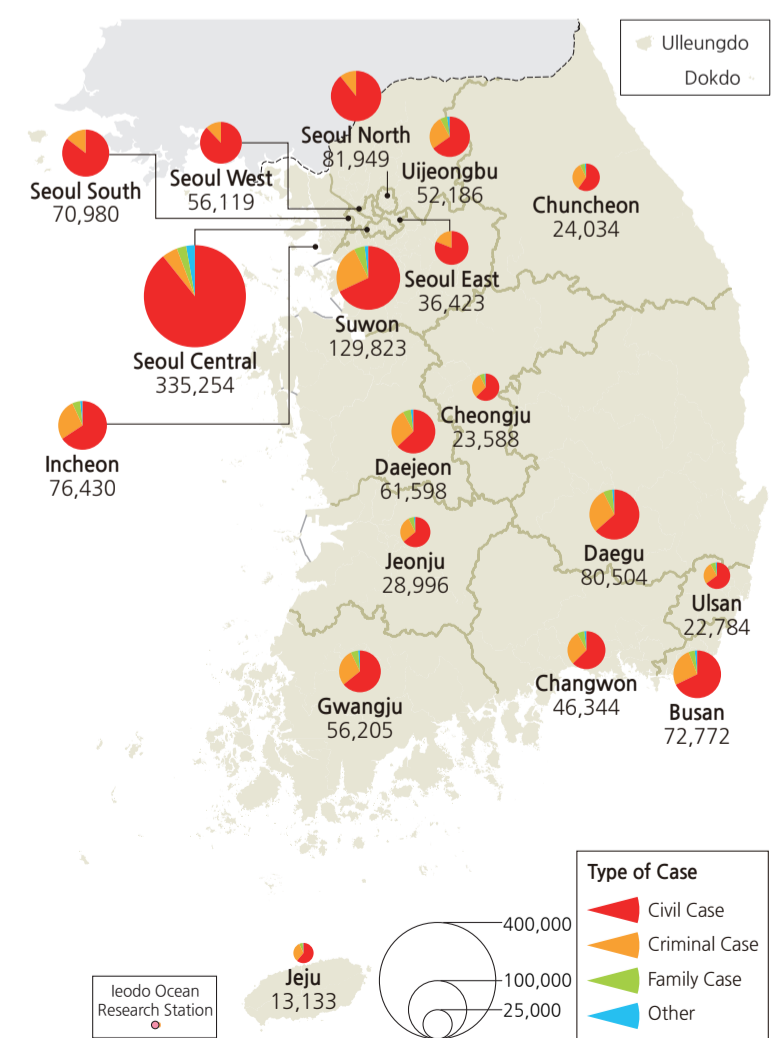 Ulleungdo
Dokdo
Seoul North
81,949
Seoul West
56,119
Seoul South
70,980
Uijeongbu
52,186
Chuncheon
24,034
Seoul East
36,423
Suwon
129,823
Seoul Central
335,254
Cheongju
23,588
Incheon
76,430
Daejeon
61,598
Jeonju
28,996
Daegu
80,504
Ulsan
22,784
Gwangju
56,205
Changwon
46,344
Busan
72,772
Jeju
13,133
Ieodo Ocean
Research Station
400,000
100,000
25,000
Type of Case
Civil Case
Criminal Case
Family Case
Other